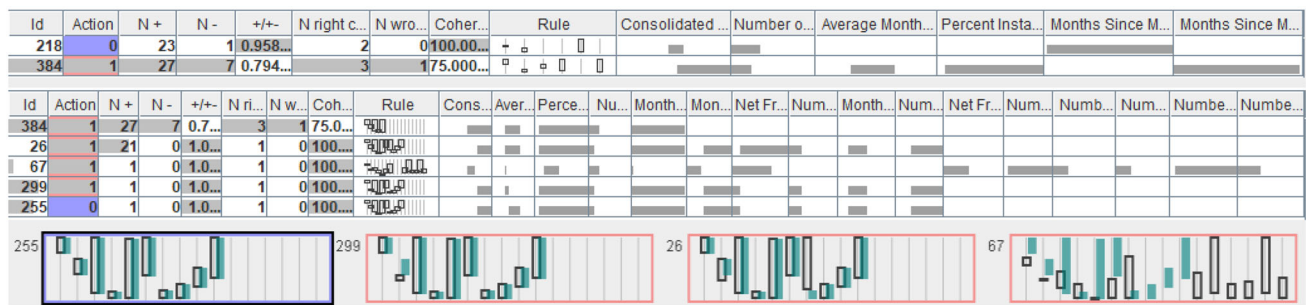 Id Action N + N - +/- N right c... N wro... Coher... Rule Consolidated ... Number o... Average Month... Percent Insta... Months Since M... Months Since M...
218 0 23 1 0.958... 2 0 100.00...
384 1 27 7 0.794... 3 1 75.000...
Id Action N + N - +/- N ri... N w... Coh... Rule Cons... Aver... Perce... Nu... Month... Mon... Net Fr... Num... Month... Num... Net Fr... Num... Numb... Num... Numbe... Numbe...
384 1 27 7 0.7... 3 1 75.0...
26 1 21 0 1.0... 1 0 100....
67 1 1 0 1.0... 1 0 100....
299 1 1 0 1.0... 1 0 100....
255 0 1 0 1.0... 1 0 100....
255 299 26 67